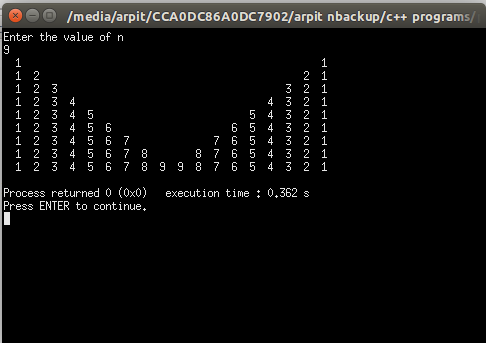 /media/arpit/CCA0DC86A0DC7902/arpit nbackup/c++ programs/
Enter the value of n
9
1 1
1 2 2 1
1 2 3 3 2 1
1 2 3 4 4 3 2 1
1 2 3 4 5 5 4 3 2 1
1 2 3 4 5 6 6 5 4 3 2 1
1 2 3 4 5 6 7 7 6 5 4 3 2 1
1 2 3 4 5 6 7 8 8 7 6 5 4 3 2 1
1 2 3 4 5 6 7 8 9 9 8 7 6 5 4 3 2 1
Process returned 0 (0x0) execution time : 0.362 s
Press ENTER to continue.